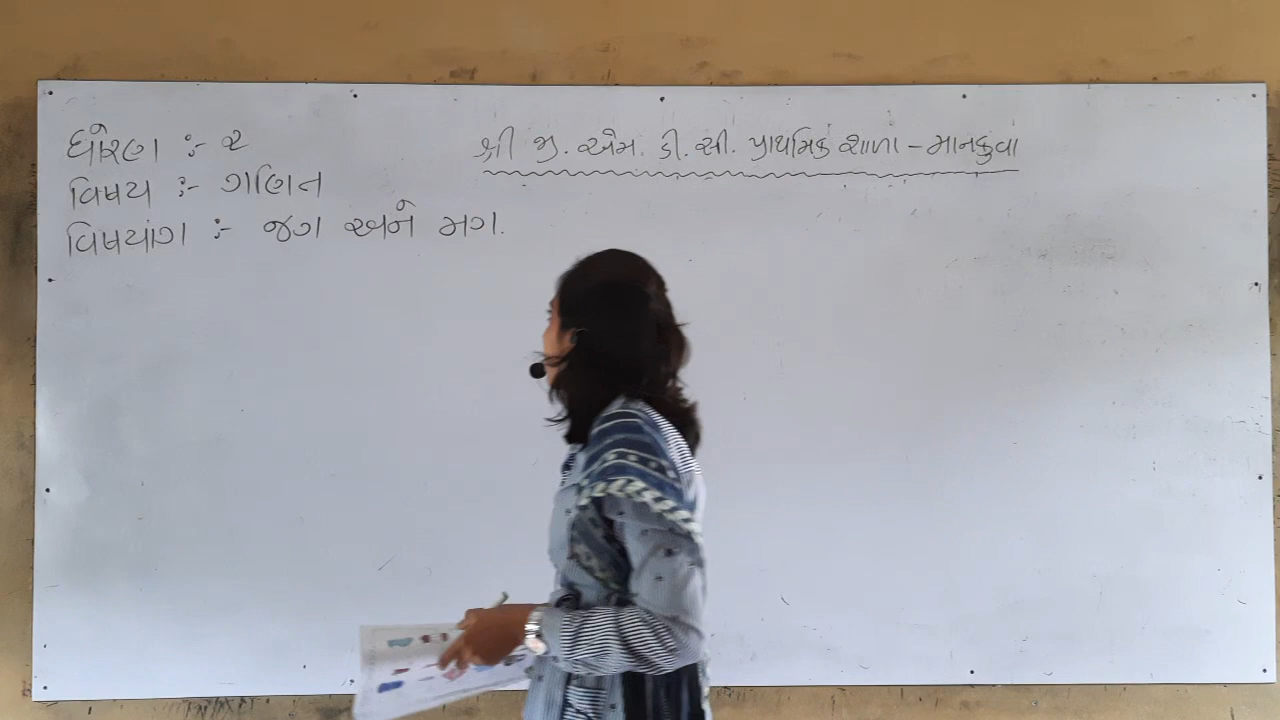 ધોરણ :- ૨
શ્રી જી. એમ. ડી. સી. પ્રાથમિક શાળા - માનકુવા
વિષય :- ગણિત
વિષયાંગ :- જગ અને મગ.